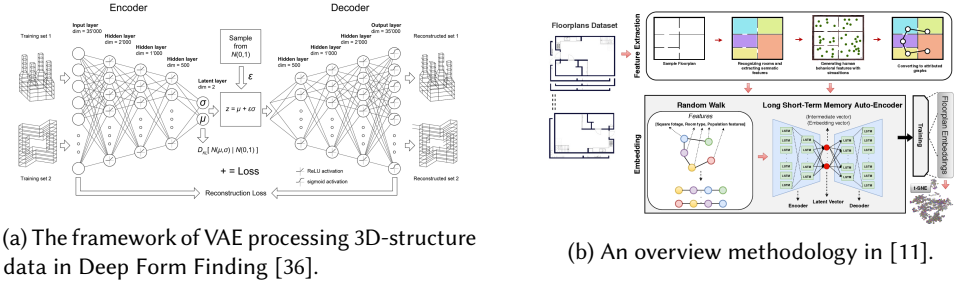 Encoder
Decoder
Input layer
dim = 35'000
Hidden layer
dim = 2'000
Hidden layer
dim = 1'000
Hidden layer
dim = 500
Latent layer
dim = 2
Sample
from
N(0,1)
ε
σ
μ
z = μ + εσ
D_KL[ N(μ,σ) | N(0,1) ]
+ = Loss
Hidden layer
dim = 500
Hidden layer
dim = 1'000
Hidden layer
dim = 2'000
Output layer
dim = 35'000
Training set 1
Training set 2
Reconstructed set 1
Reconstructed set 2
ReLU activation
sigmoid activation
Reconstruction Loss
(a) The framework of VAE processing 3D-structure
data in Deep Form Finding [36].
Floorplans Dataset
Feature Extraction
Sample Floorplan
Recognizing rooms and
extracting semantic
features
Generating human
behavioral features with
simulations
Converting to attributed
graphs
Embedding
Random Walk
Features
[Square footage, Room type, Population features]
Long Short-Term Memory Auto-Encoder
(Intermediate vector)
(Embedding vector)
LSTM
Encoder
Latent Vector
Decoder
Training
Floorplan Embeddings
t-SNE
(b) An overview methodology in [11].